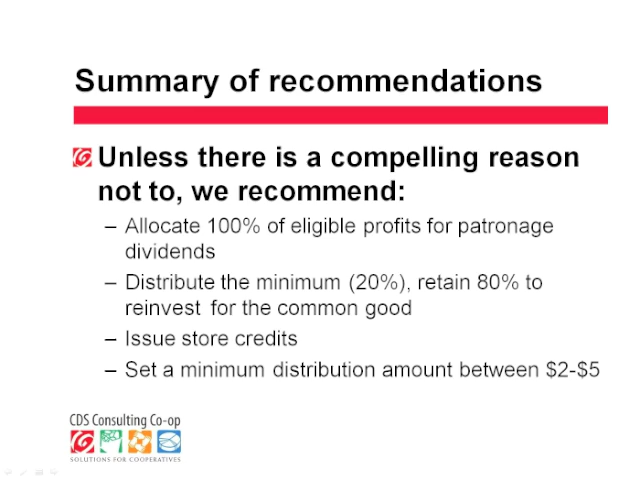 Summary of recommendations
Unless there is a compelling reason
not to, we recommend:
– Allocate 100% of eligible profits for patronage
dividends
– Distribute the minimum (20%), retain 80% to
reinvest for the common good
– Issue store credits
– Set a minimum distribution amount between $2-$5
CDS Consulting Co-op
SOLUTIONS FOR COOPERATIVES